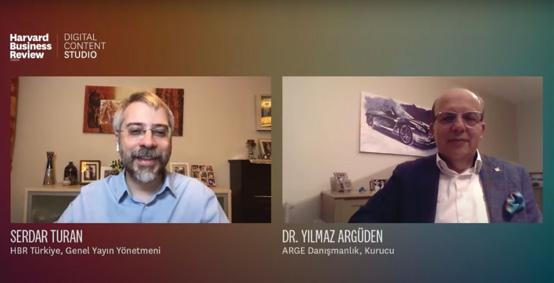 Harvard
Business
Review
DIGITAL
CONTENT
STUDIO
SERDAR TURAN
HBR Türkiye, Genel Yayın Yönetmeni
DR. YILMAZ ARGÜDEN
ARGE Danışmanlık, Kurucu